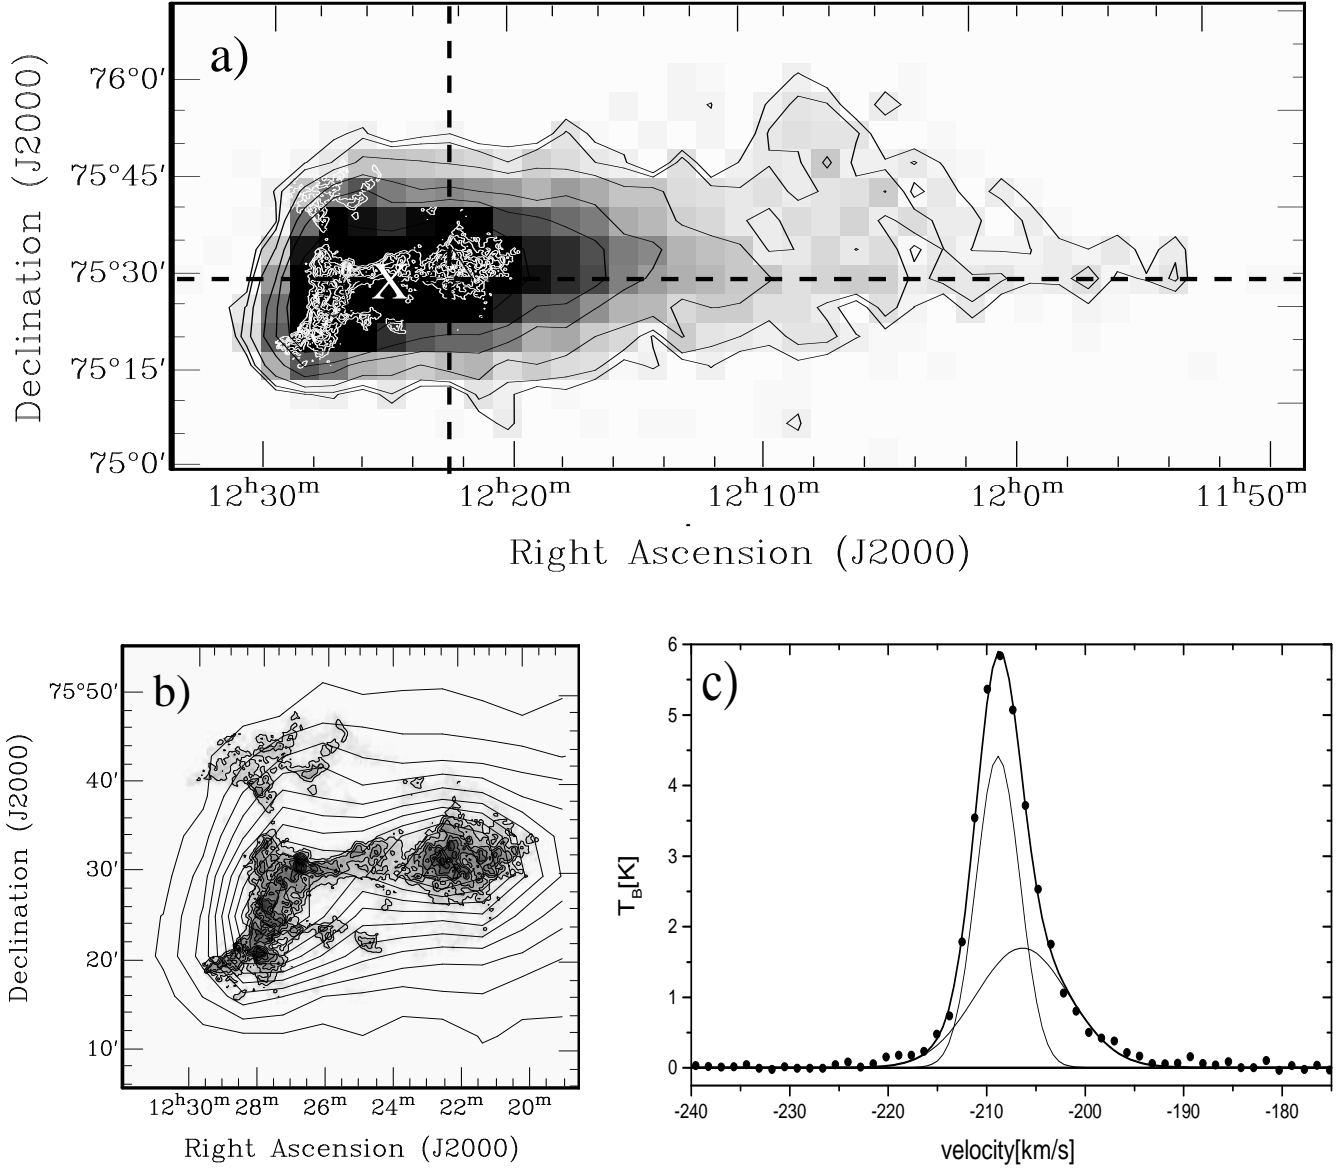 a)
Declination (J2000)
76°0′
75°45′
75°30′
75°15′
75°0′
X
12ʰ30ᵐ 12ʰ20ᵐ 12ʰ10ᵐ 12ʰ0ᵐ 11ʰ50ᵐ
Right Ascension (J2000)
b)
Declination (J2000)
75°50′
40′
30′
20′
10′
12ʰ30ᵐ 28ᵐ 26ᵐ 24ᵐ 22ᵐ 20ᵐ
Right Ascension (J2000)
c)
T_B[K]
6
5
4
3
2
1
0
-240 -230 -220 -210 -200 -190 -180
velocity[km/s]